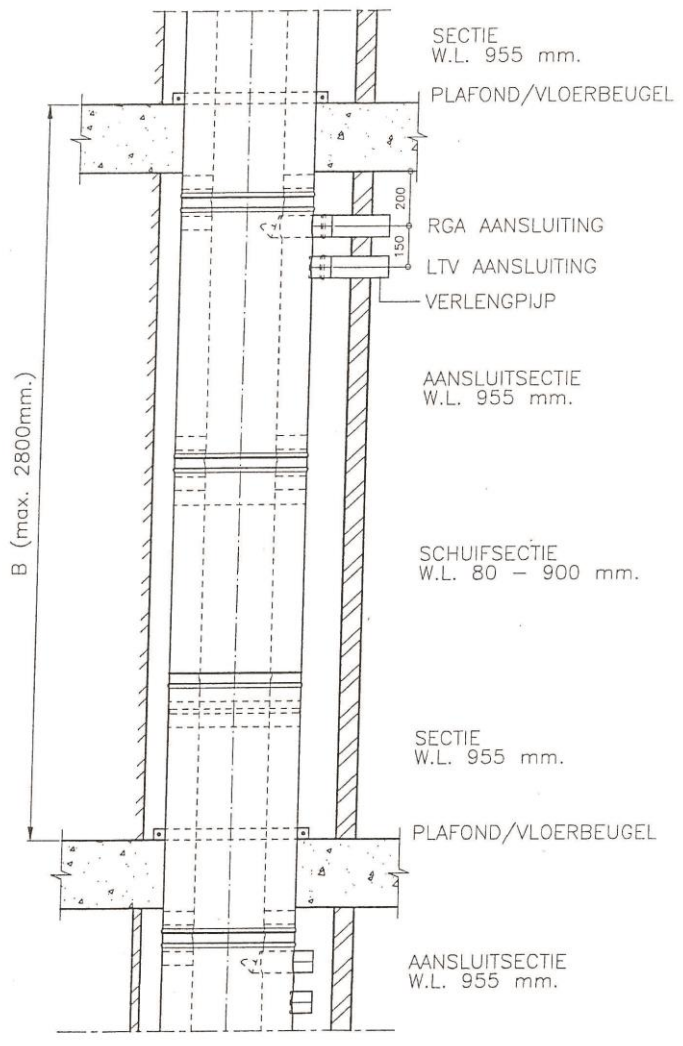 SECTIE
W.L. 955 mm.
PLAFOND/VLOERBEUGEL
200
RGA AANSLUITING
150
LTV AANSLUITING
VERLENGPIJP
AANSLUITSECTIE
W.L. 955 mm.
B (max. 2800mm.)
SCHUIFSECTIE
W.L. 80 – 900 mm.
SECTIE
W.L. 955 mm.
PLAFOND/VLOERBEUGEL
AANSLUITSECTIE
W.L. 955 mm.